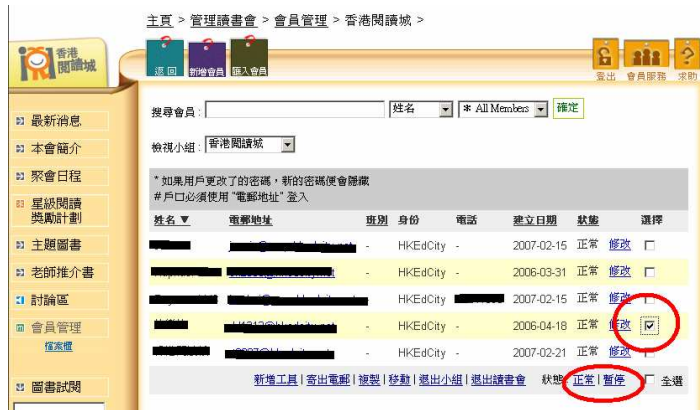 主頁 > 管理讀書會 > 會員管理 > 香港閱讀城 >
香港
閱讀城
返回 新增會員 匯入會員
登出 會員服務 求助
搜尋會員: 姓名 * All Members 確定
檢視小組: 香港閱讀城
最新消息
本會簡介
聚會日程
星級閱讀
獎勵計劃
主題圖書
老師推介書
討論區
會員管理
檔案櫃
圖書試閱
* 如果用戶更改了的密碼,新的密碼便會隱藏
# 戶口必須使用 "電郵地址" 登入
姓名 ▼ 電郵地址 班別 身份 電話 建立日期 狀態 選擇
- HKEdCity - 2007-02-15 正常 修改
- HKEdCity - 2006-03-31 正常 修改
- HKEdCity 2007-02-15 正常 修改
- HKEdCity - 2006-04-18 正常 修改
- HKEdCity - 2007-02-21 正常 修改
新增工具 | 寄出電郵 | 複製 | 移動 | 退出小組 | 退出讀書會 狀態: 正常 | 暫停 全選